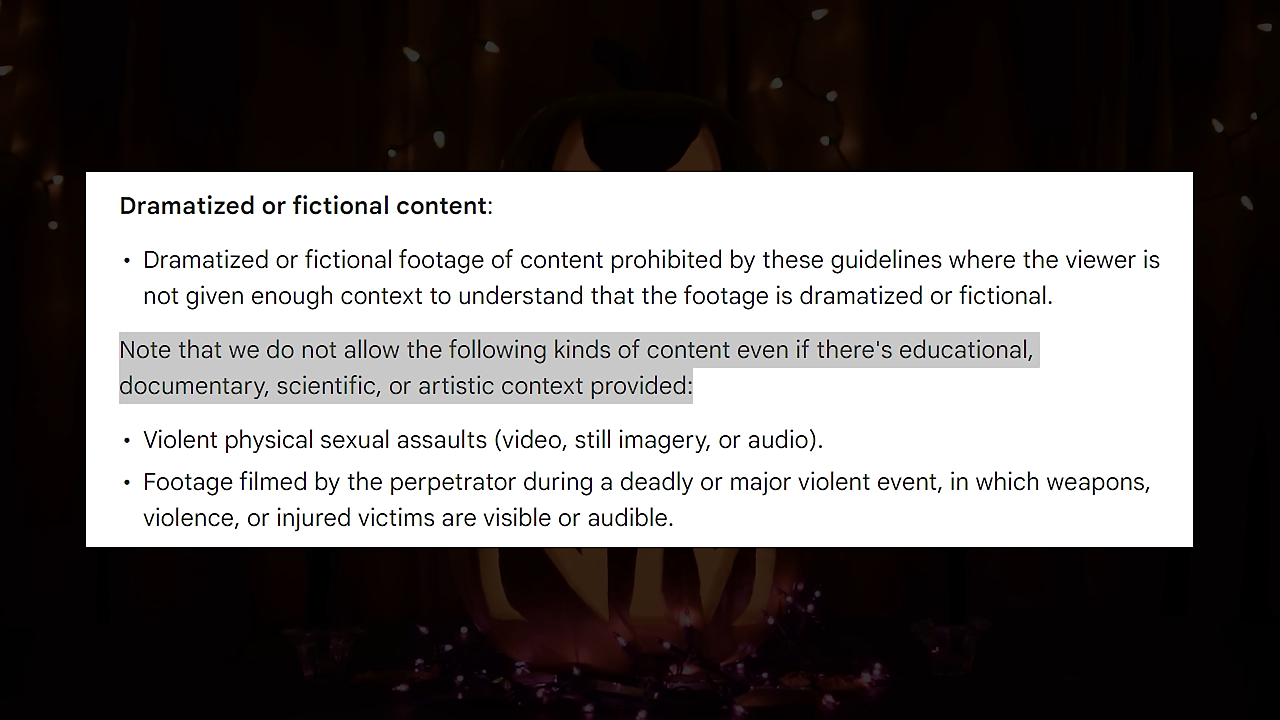 Dramatized or fictional content:
• Dramatized or fictional footage of content prohibited by these guidelines where the viewer is
not given enough context to understand that the footage is dramatized or fictional.
Note that we do not allow the following kinds of content even if there's educational,
documentary, scientific, or artistic context provided:
• Violent physical sexual assaults (video, still imagery, or audio).
• Footage filmed by the perpetrator during a deadly or major violent event, in which weapons,
violence, or injured victims are visible or audible.